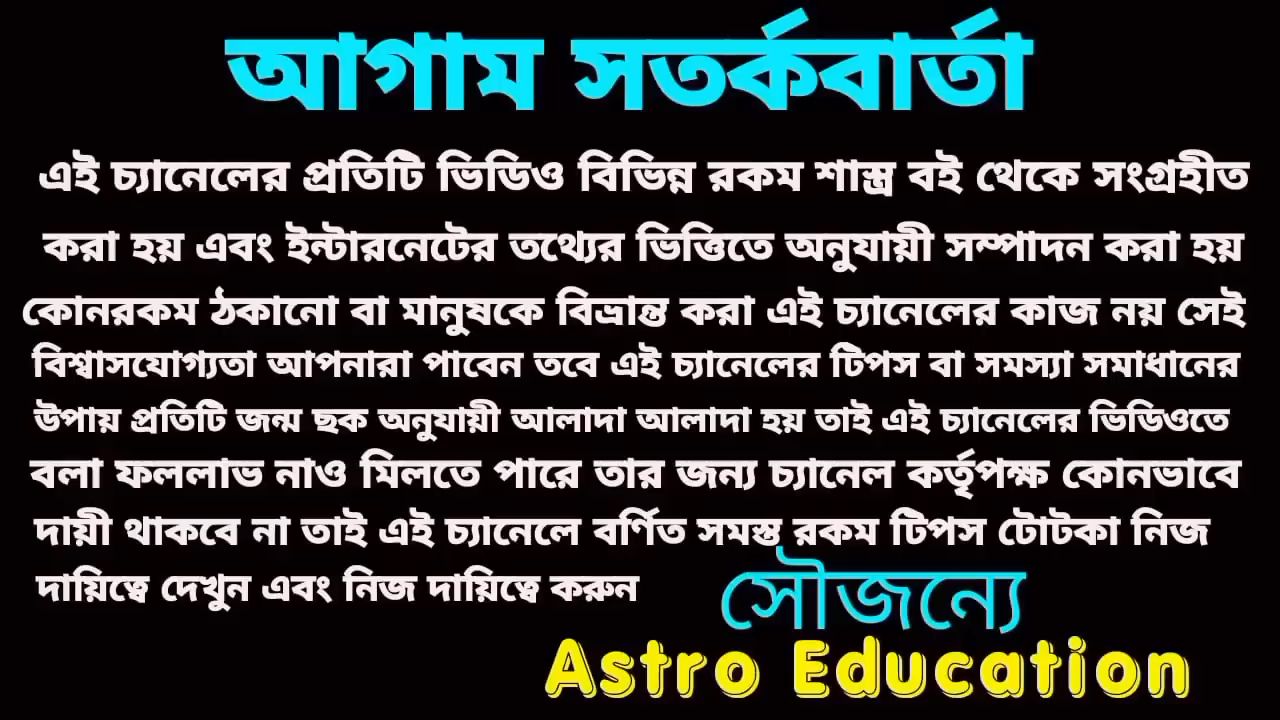 আগাম সতর্কবার্তা
এই চ্যানেলের প্রতিটি ভিডিও বিভিন্ন রকম শাস্ত্র বই থেকে সংগ্রহীত
করা হয় এবং ইন্টারনেটের তথ্যের ভিত্তিতে অনুযায়ী সম্পাদন করা হয়
কোনরকম ঠকানো বা মানুষকে বিভ্রান্ত করা এই চ্যানেলের কাজ নয় সেই
বিশ্বাসযোগ্যতা আপনারা পাবেন তবে এই চ্যানেলের টিপস বা সমস্যা সমাধানের
উপায় প্রতিটি জন্ম ছক অনুযায়ী আলাদা আলাদা হয় তাই এই চ্যানেলের ভিডিওতে
বলা ফললাভ নাও মিলতে পারে তার জন্য চ্যানেল কর্তৃপক্ষ কোনভাবে
দায়ী থাকবে না তাই এই চ্যানেলে বর্ণিত সমস্ত রকম টিপস টোটকা নিজ
দায়িত্বে দেখুন এবং নিজ দায়িত্বে করুন
সৌজন্যে
Astro Education